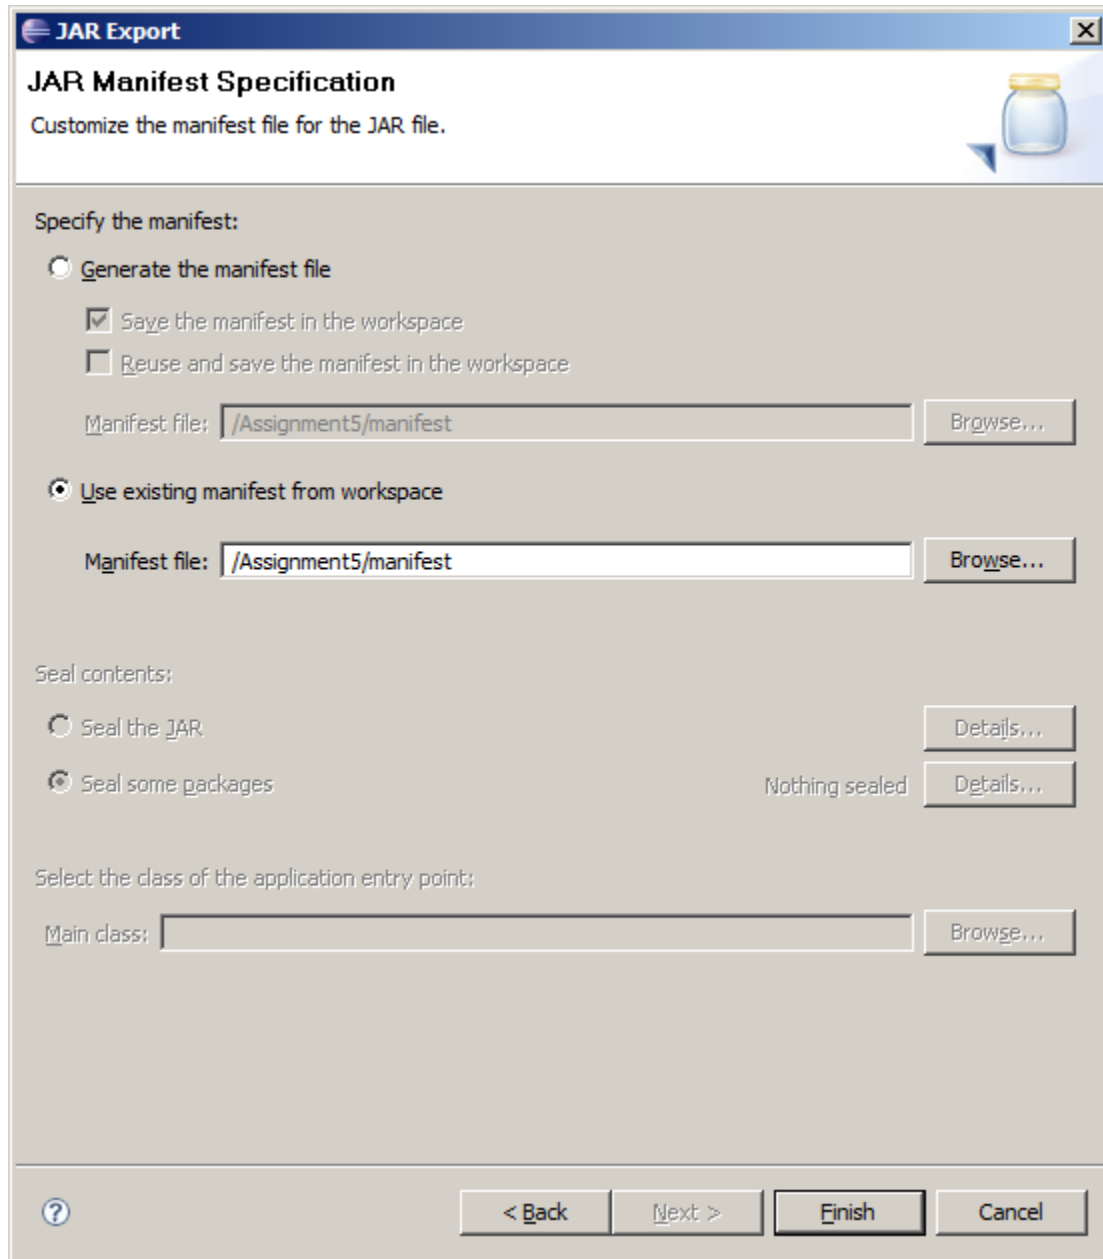 JAR Export
JAR Manifest Specification
Customize the manifest file for the JAR file.
Specify the manifest:
Generate the manifest file
Save the manifest in the workspace
Reuse and save the manifest in the workspace
Manifest file: /Assignment5/manifest Browse...
Use existing manifest from workspace
Manifest file: /Assignment5/manifest Browse...
Seal contents:
Seal the JAR Details...
Seal some packages Nothing sealed Details...
Select the class of the application entry point:
Main class: Browse...
? < Back Next > Finish Cancel